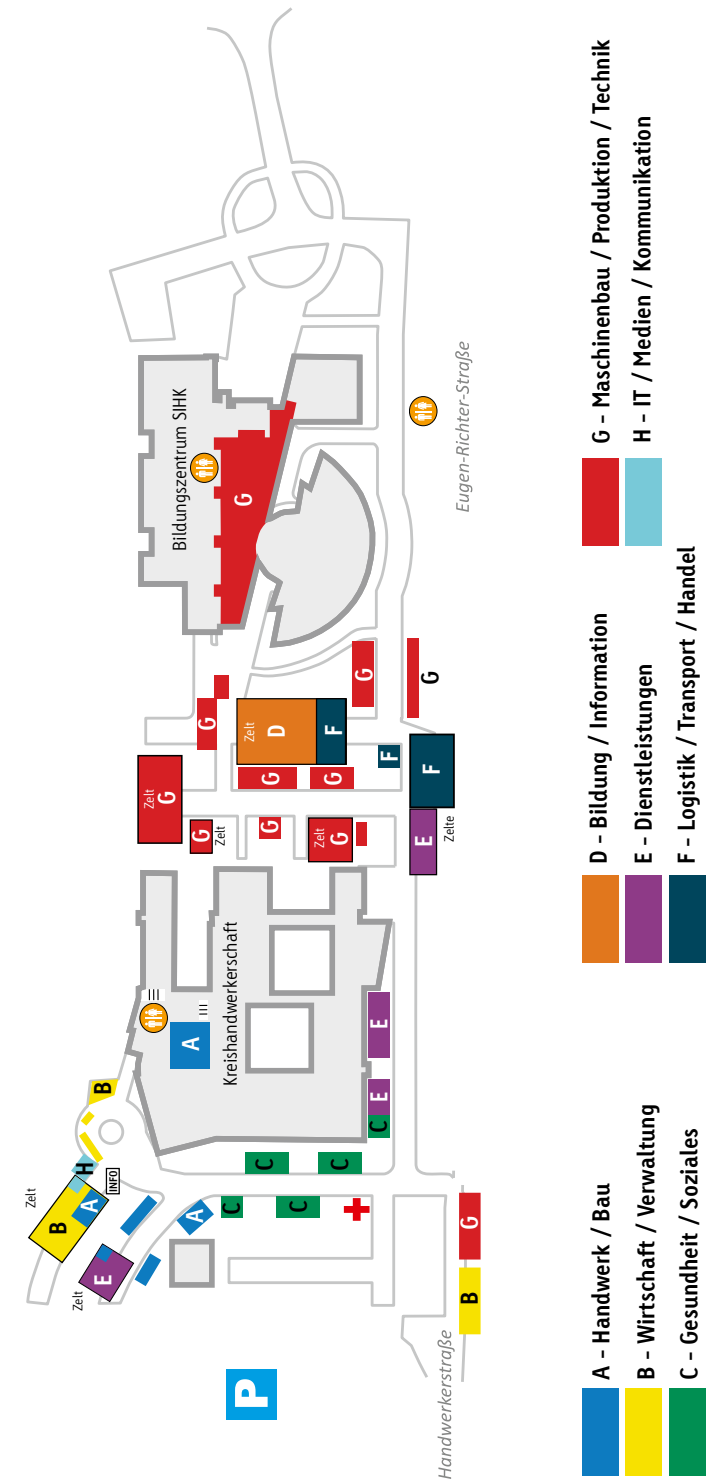 Zelt
B
A
H
INFO
B
Zelt
E
Zelt
G
Bildungszentrum SIHK
A
A
G
Zelt
G
Kreishandwerkerschaft
C
G
P
Zelt
D
C
G
G
C
Zelt
G
C
G
F
G
C
E
E
F
E
F
G
Zelte
Handwerkerstraße
Eugen-Richter-Straße
B
G
A – Handwerk / Bau
B – Wirtschaft / Verwaltung
C – Gesundheit / Soziales
D – Bildung / Information
E – Dienstleistungen
F – Logistik / Transport / Handel
G – Maschinenbau / Produktion / Technik
H – IT / Medien / Kommunikation